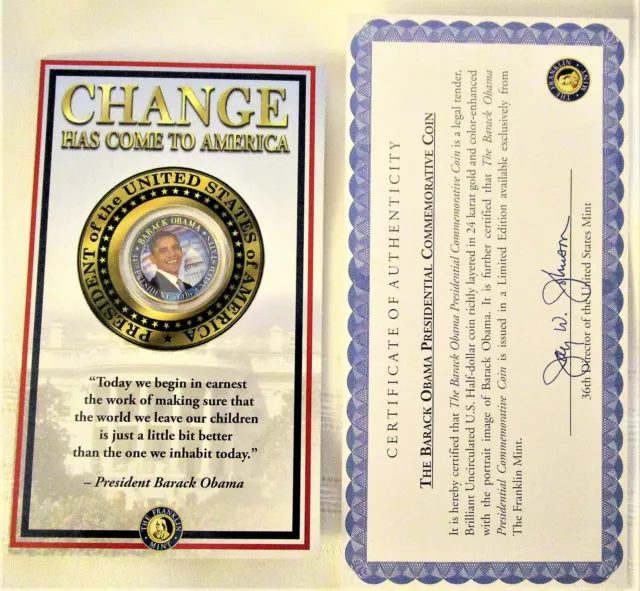 CHANGE
HAS COME TO AMERICA
PRESIDENT of the UNITED STATES of AMERICA
BARACK OBAMA
“Today we begin in earnest
the work of making sure that
the world we leave our children
is just a little bit better
than the one we inhabit today.”
– President Barack Obama
THE FRANKLIN
MINT
CERTIFICATE OF AUTHENTICITY
THE BARACK OBAMA PRESIDENTIAL COMMEMORATIVE COIN
It is hereby certified that The Barack Obama Presidential Commemorative Coin is a legal tender,
Brilliant Uncirculated U.S. Half-dollar coin richly layered in 24 karat gold and color-enhanced
with the portrait image of Barack Obama. It is further certified that The Barack Obama
Presidential Commemorative Coin is issued in a Limited Edition available exclusively from
The Franklin Mint.
Jay W. Johnson
36th Director of the United States Mint
THE FRANKLIN MINT